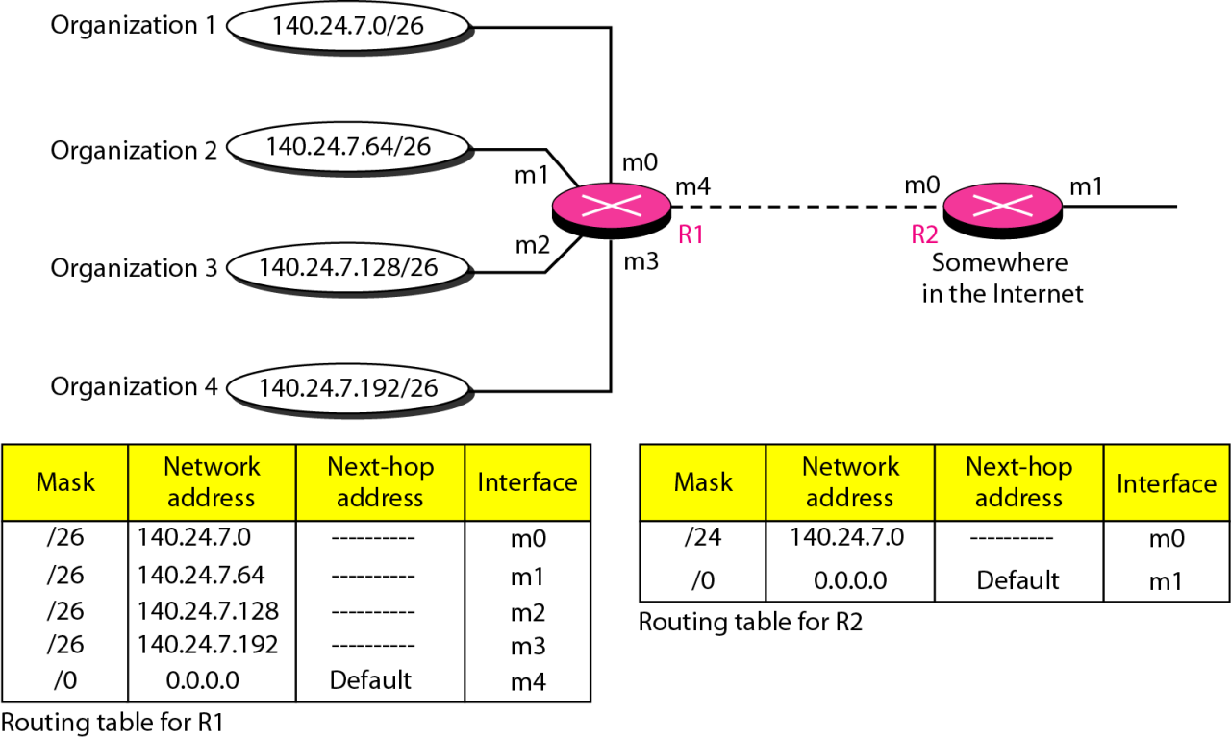 Organization 1 140.24.7.0/26
Organization 2 140.24.7.64/26
m1
m0
m4
m0
m1
m2
R1
R2
m3
Organization 3 140.24.7.128/26
Somewhere
in the Internet
Organization 4 140.24.7.192/26
Mask Network address Next-hop address Interface
/26 140.24.7.0 ---------- m0
/26 140.24.7.64 ---------- m1
/26 140.24.7.128 ---------- m2
/26 140.24.7.192 ---------- m3
/0 0.0.0.0 Default m4
Routing table for R1
Mask Network address Next-hop address Interface
/24 140.24.7.0 ---------- m0
/0 0.0.0.0 Default m1
Routing table for R2